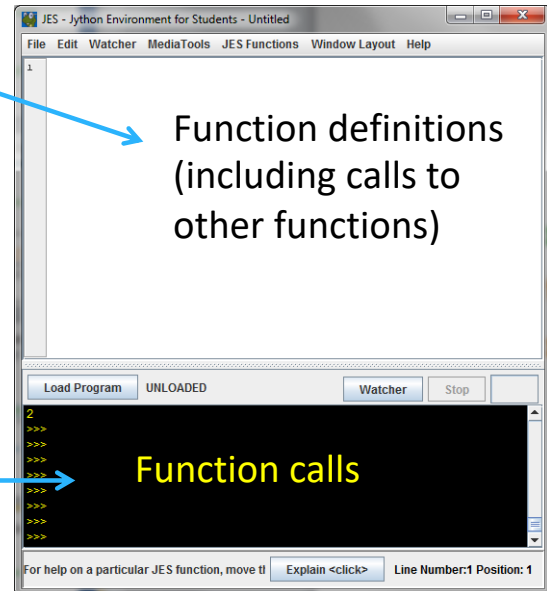 JES - Jython Environment for Students - Untitled
File Edit Watcher MediaTools JES Functions Window Layout Help
1
Function definitions
(including calls to
other functions)
Load Program UNLOADED Watcher Stop
2
>>>
>>>
>>>
>>>
>>>
>>>
>>>
>>>
Function calls
For help on a particular JES function, move tl Explain <click> Line Number:1 Position: 1